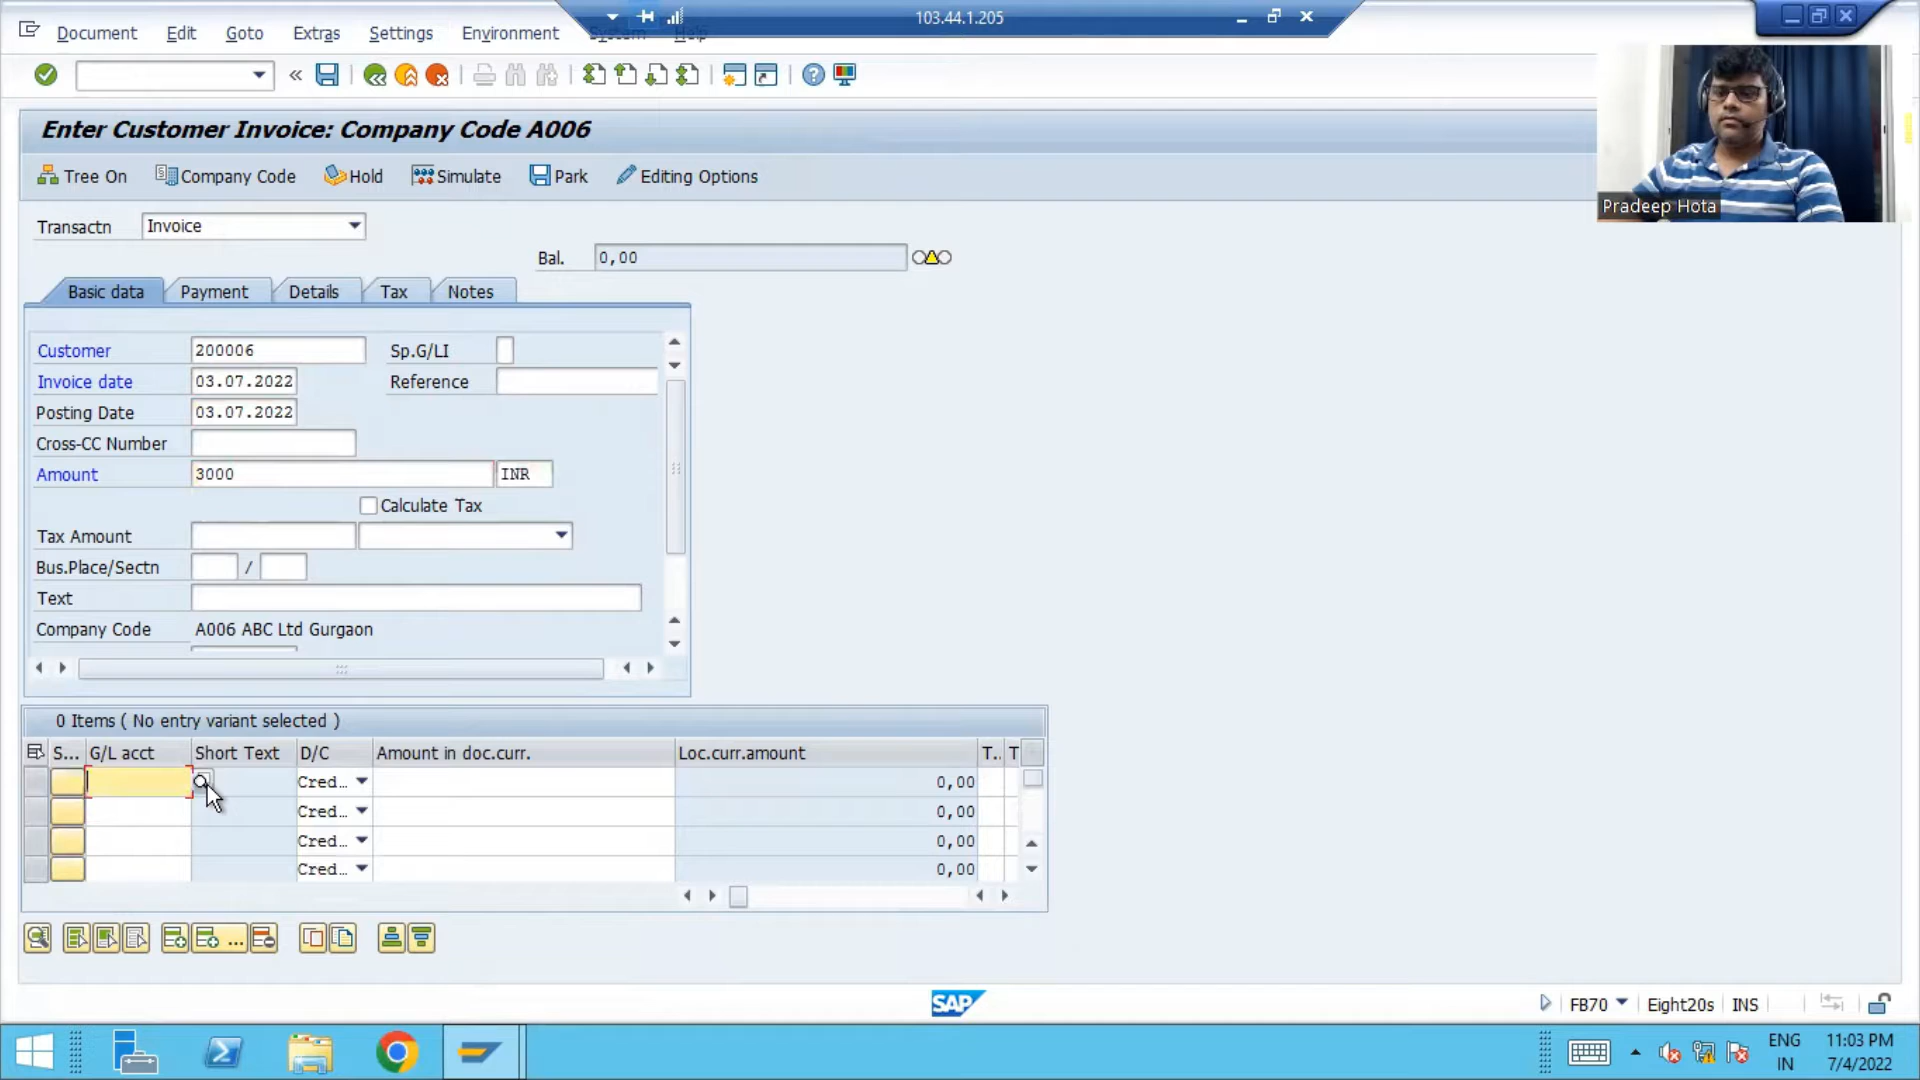 103.44.1.205
Document Edit Goto Extras Settings Environment System Help
Enter Customer Invoice: Company Code A006
Tree On Company Code Hold Simulate Park Editing Options
Pradeep Hota
Transactn Invoice
Bal. 0,00
Basic data Payment Details Tax Notes
Customer 200006 Sp.G/LI
Invoice date 03.07.2022 Reference
Posting Date 03.07.2022
Cross-CC Number
Amount 3000 INR
Calculate Tax
Tax Amount
Bus.Place/Sectn /
Text
Company Code A006 ABC Ltd Gurgaon
0 Items ( No entry variant selected )
S... G/L acct Short Text D/C Amount in doc.curr. Loc.curr.amount T.. T
Cred... 0,00
Cred... 0,00
Cred... 0,00
Cred... 0,00
SAP FB70 Eight20s INS
ENG 11:03 PM
IN 7/4/2022